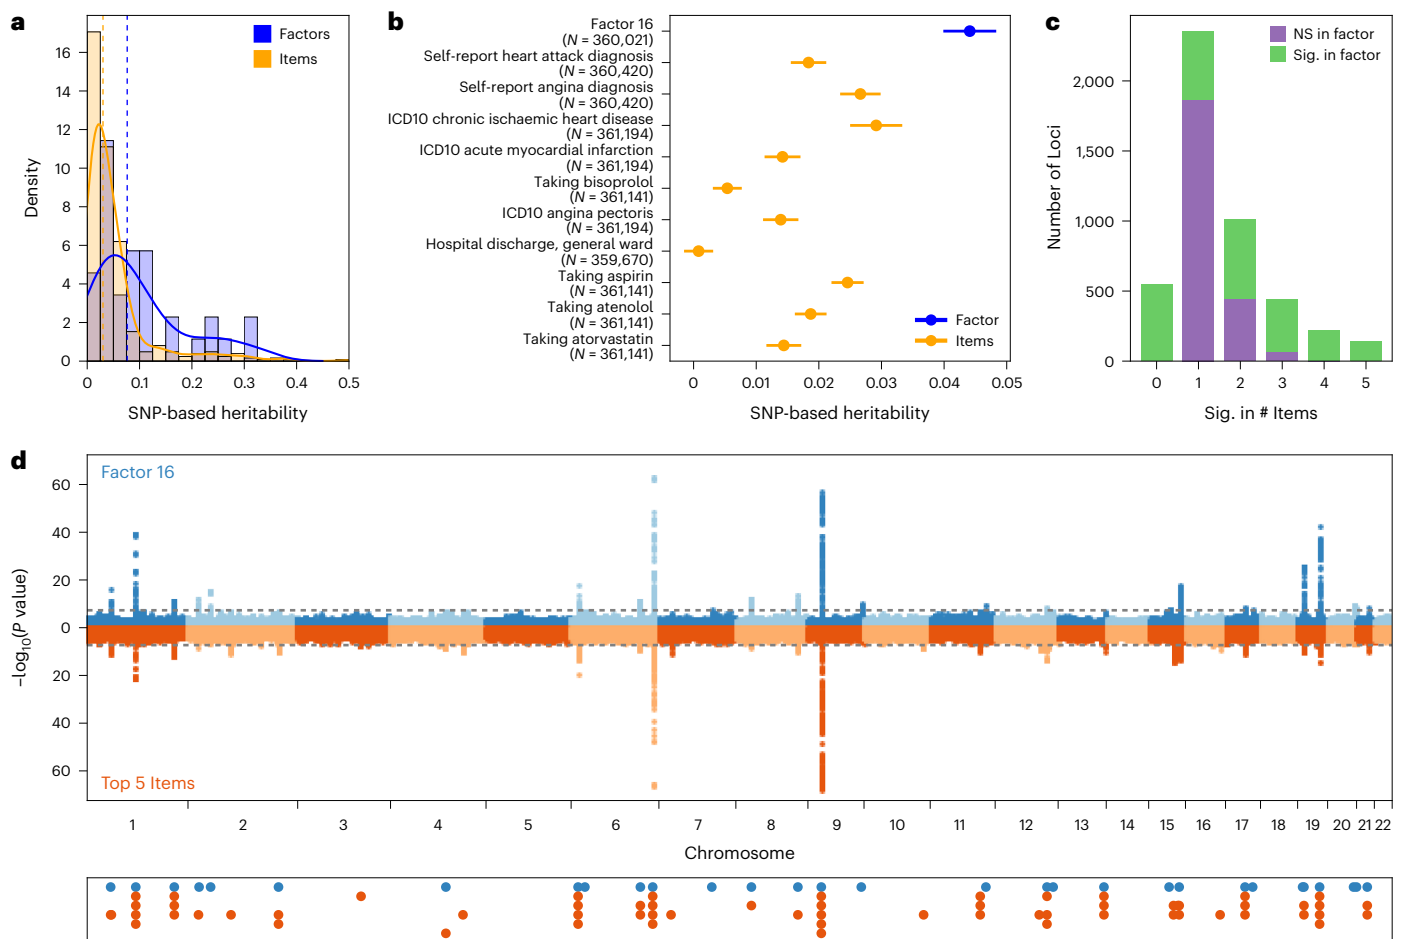 a
Factors
Items
16
14
12
10
8
6
4
2
0
Density
0
0.1
0.2
0.3
0.4
0.5
SNP-based heritability
b
Factor 16
(N = 360,021)
Self-report heart attack diagnosis
(N = 360,420)
Self-report angina diagnosis
(N = 360,420)
ICD10 chronic ischaemic heart disease
(N = 361,194)
ICD10 acute myocardial infarction
(N = 361,194)
Taking bisoprolol
(N = 361,141)
ICD10 angina pectoris
(N = 361,194)
Hospital discharge, general ward
(N = 359,670)
Taking aspirin
(N = 361,141)
Taking atenolol
(N = 361,141)
Taking atorvastatin
(N = 361,141)
Factor
Items
0
0.01
0.02
0.03
0.04
0.05
SNP-based heritability
c
NS in factor
Sig. in factor
2,000
1,500
1,000
500
0
Number of Loci
0
1
2
3
4
5
Sig. in # Items
d
Factor 16
60
40
20
0
20
40
60
−log10(P value)
Top 5 Items
1
2
3
4
5
6
7
8
9
10
11
12
13
14
15
16
17
18
19
20
21
22
Chromosome